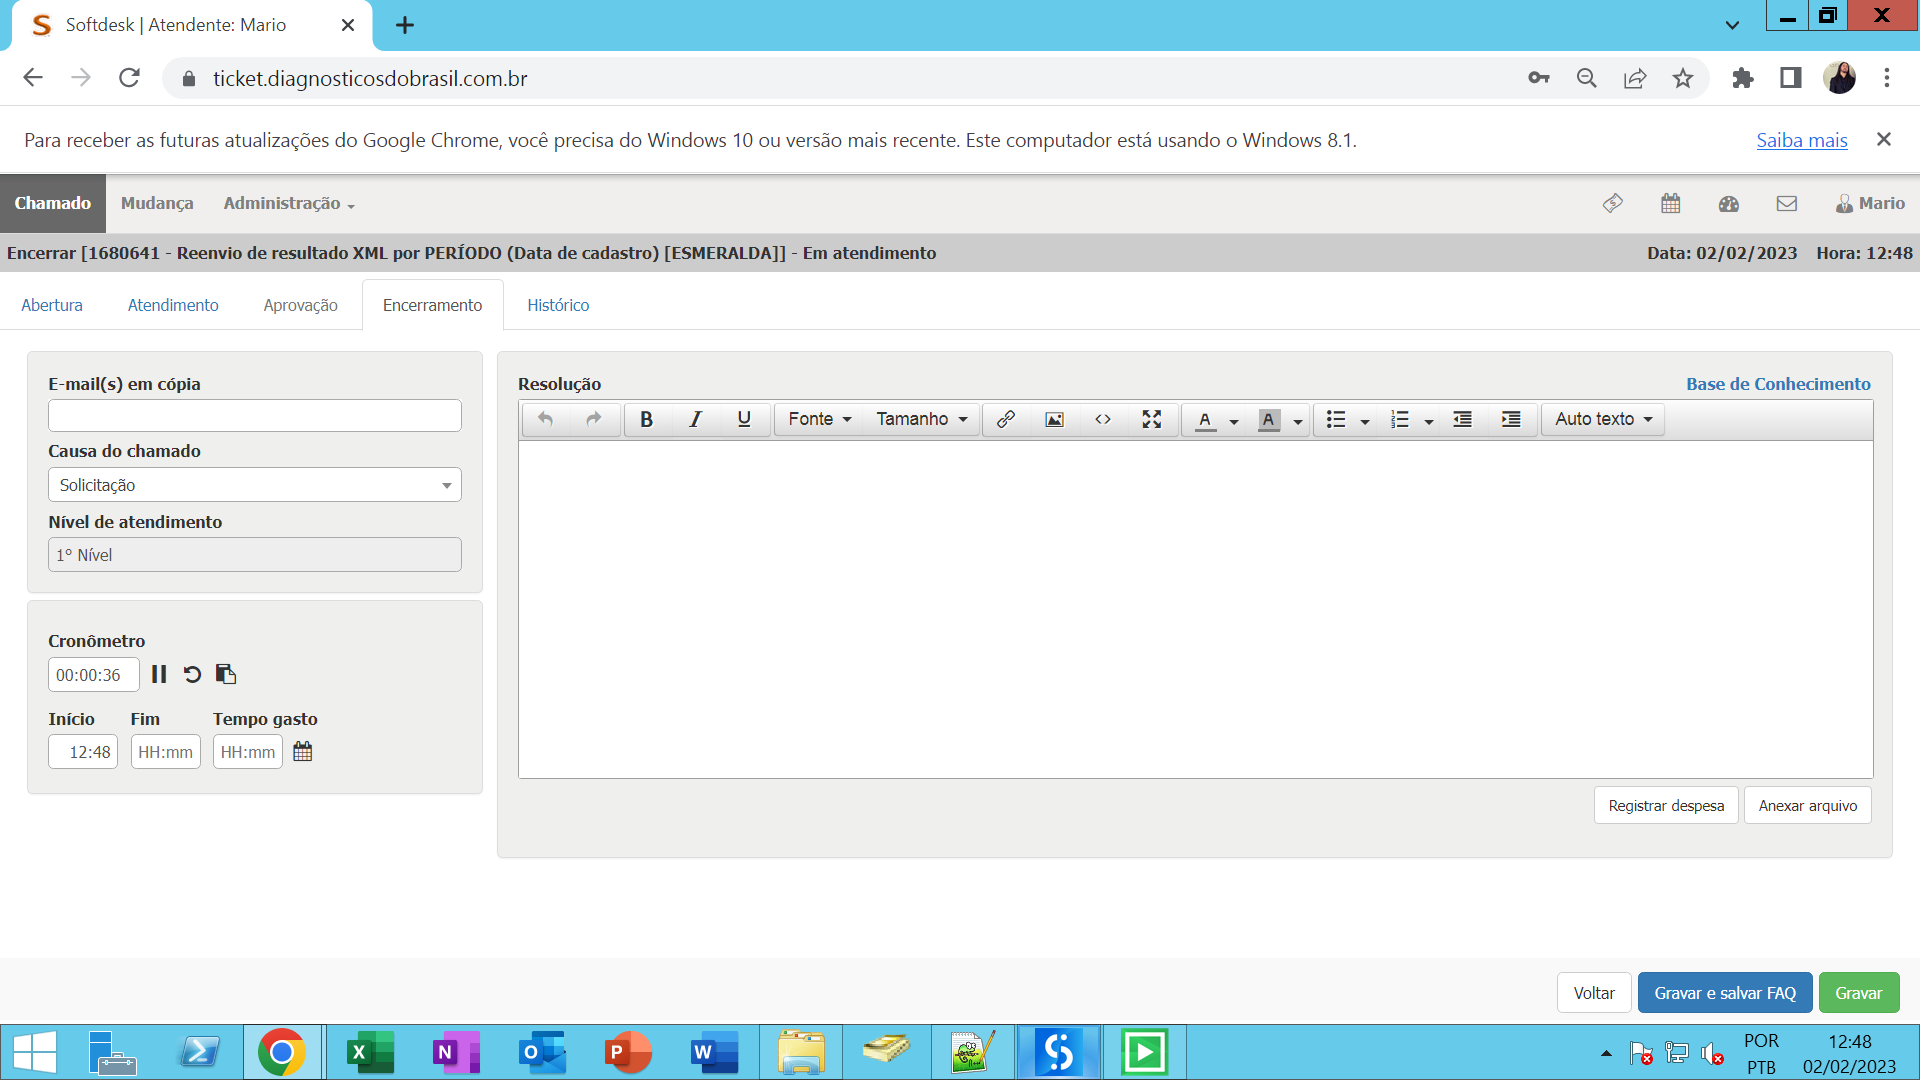 Softdesk | Atendente: Mario
ticket.diagnosticosdobrasil.com.br
Para receber as futuras atualizações do Google Chrome, você precisa do Windows 10 ou versão mais recente. Este computador está usando o Windows 8.1.
Saiba mais
Chamado Mudança Administração
Mario
Encerrar [1680641 - Reenvio de resultado XML por PERÍODO (Data de cadastro) [ESMERALDA]] - Em atendimento
Data: 02/02/2023 Hora: 12:48
Abertura Atendimento Aprovação Encerramento Histórico
E-mail(s) em cópia
Causa do chamado
Solicitação
Nível de atendimento
1º Nível
Cronômetro
00:00:36
Início Fim Tempo gasto
12:48 HH:mm HH:mm
Resolução
Base de Conhecimento
B I U Fonte Tamanho A A Auto texto
Registrar despesa Anexar arquivo
Voltar Gravar e salvar FAQ Gravar
POR
PTB
12:48
02/02/2023